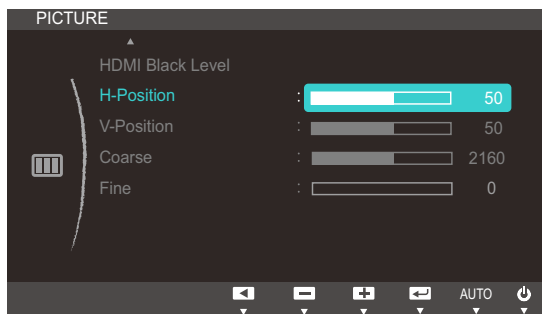 PICTURE
HDMI Black Level
H-Position : 50
V-Position : 50
Coarse : 2160
Fine : 0
AUTO